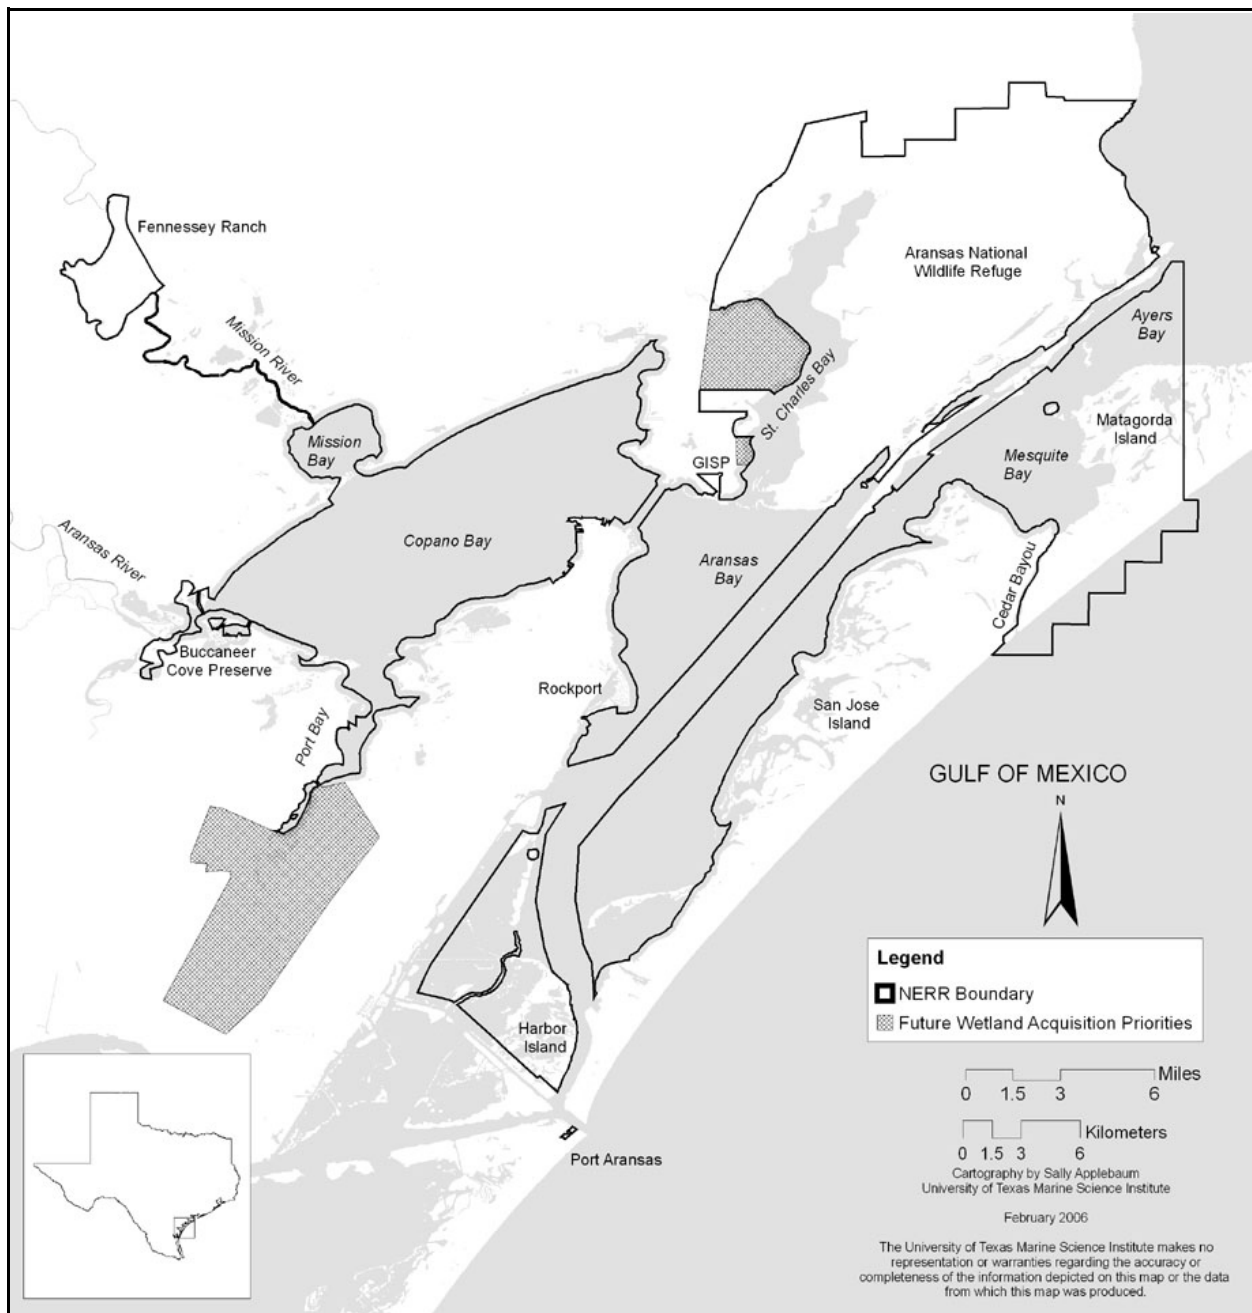 Fennessey Ranch
Aransas National
Wildlife Refuge
Ayers
Bay
Mission River
St. Charles Bay
Matagorda
Island
Mission
Bay
Mesquite
Bay
GISP
Aransas River
Copano Bay
Aransas
Bay
Cedar Bayou
Buccaneer
Cove Preserve
Rockport
San Jose
Island
Port Bay
GULF OF MEXICO
N
Legend
NERR Boundary
Future Wetland Acquisition Priorities
Harbor
Island
Miles
0 1.5 3 6
Kilometers
0 1.5 3 6
Port Aransas
Cartography by Sally Applebaum
University of Texas Marine Science Institute
February 2006
The University of Texas Marine Science Institute makes no
representation or warranties regarding the accuracy or
completeness of the information depicted on this map or the data
from which this map was produced.